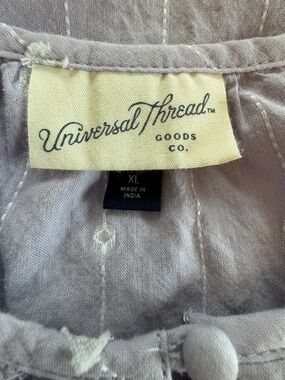 Universal Thread™
GOODS
CO.
XL
MADE IN
INDIA